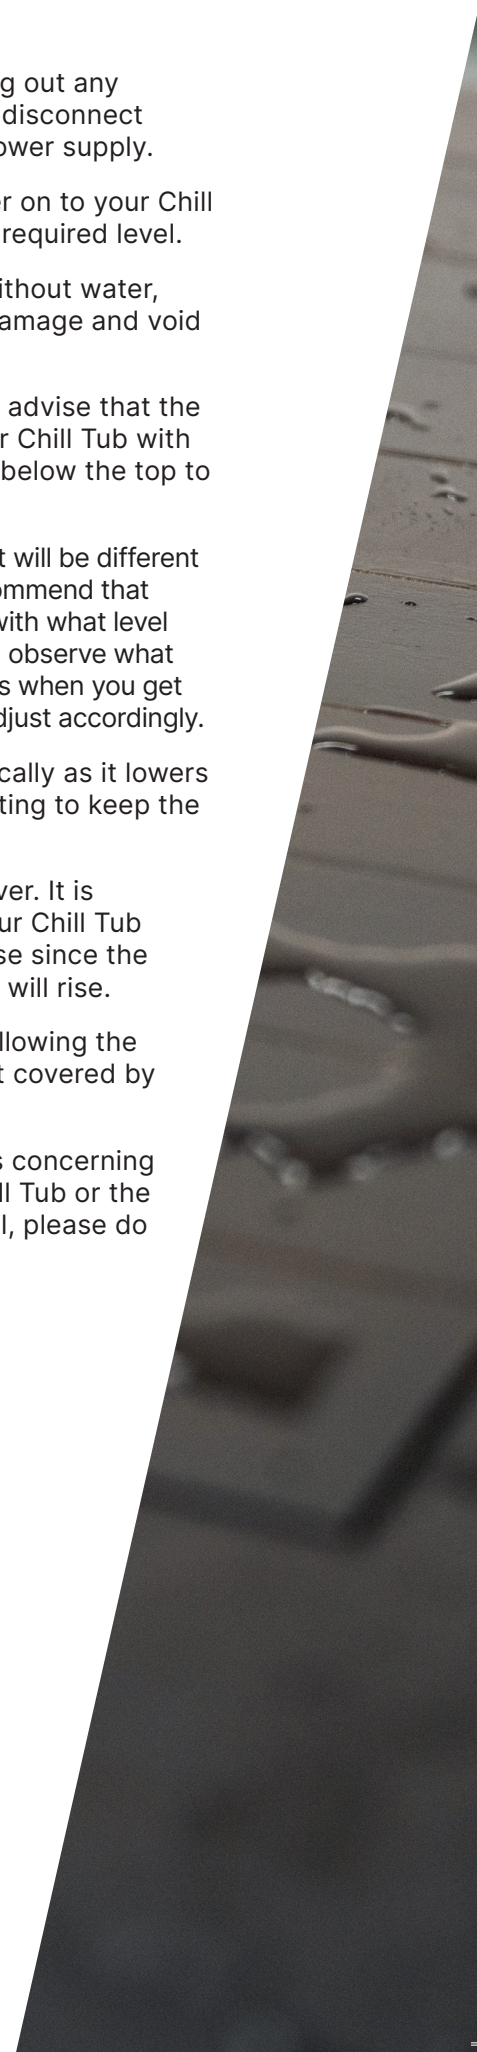 g out any
disconnect
ower supply.
r on to your Chill
required level.
ithout water,
amage and void
advise that the
r Chill Tub with
below the top to
t will be different
ommend that
with what level
observe what
s when you get
djust accordingly.
cally as it lowers
ting to keep the
ver. It is
ur Chill Tub
se since the
will rise.
llowing the
t covered by
s concerning
ll Tub or the
l, please do